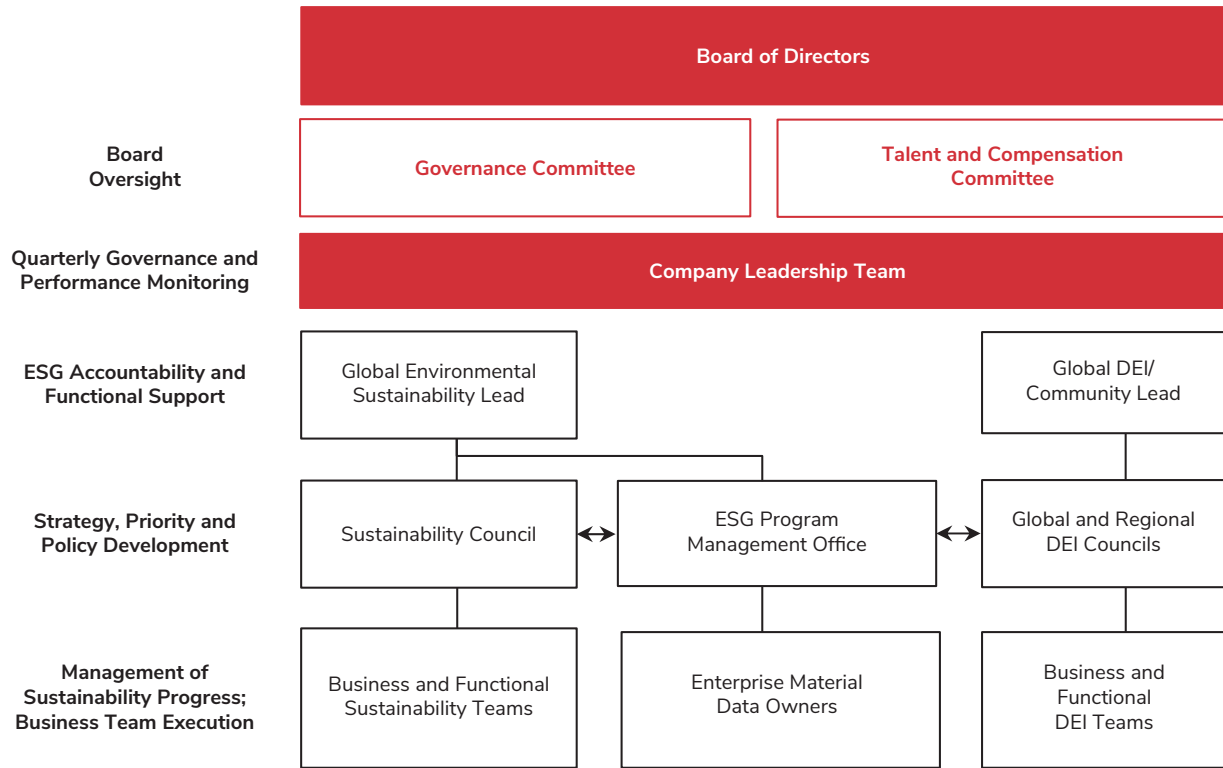 Board of Directors
Board
Oversight
Governance Committee
Talent and Compensation
Committee
Quarterly Governance and
Performance Monitoring
Company Leadership Team
ESG Accountability and
Functional Support
Global Environmental
Sustainability Lead
Global DEI/
Community Lead
Strategy, Priority and
Policy Development
Sustainability Council
ESG Program
Management Office
Global and Regional
DEI Councils
Management of
Sustainability Progress;
Business Team Execution
Business and Functional
Sustainability Teams
Enterprise Material
Data Owners
Business and
Functional
DEI Teams